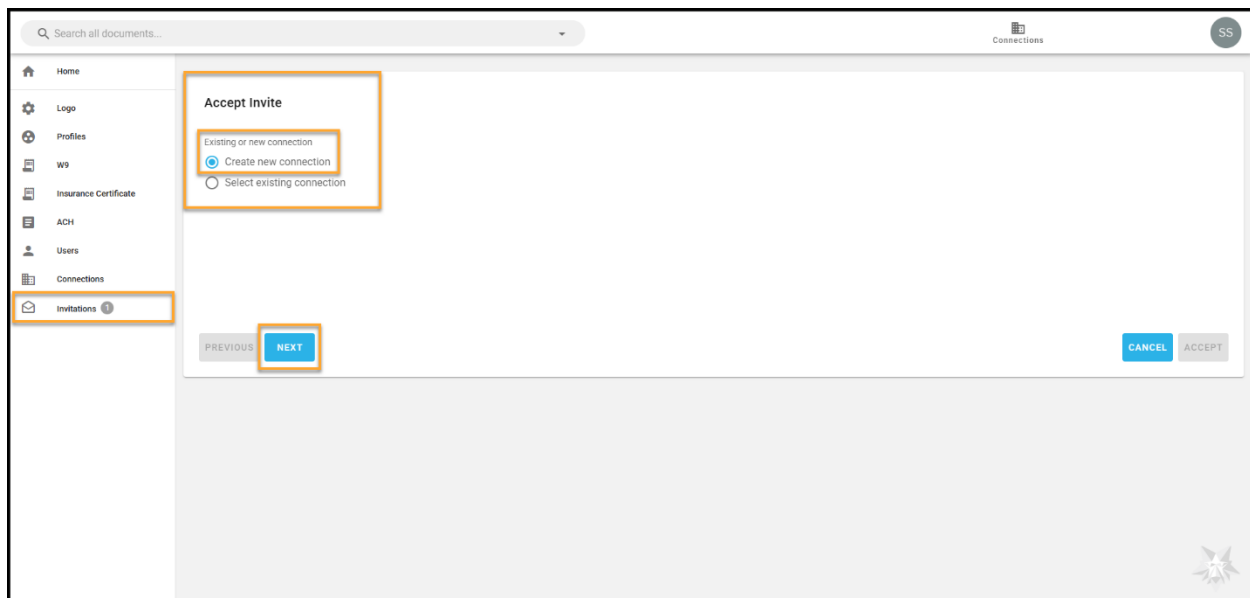 Search all documents...
Connections
SS
Home
Logo
Profiles
W9
Insurance Certificate
ACH
Users
Connections
Invitations 1
Accept Invite
Existing or new connection
Create new connection
Select existing connection
PREVIOUS NEXT CANCEL ACCEPT